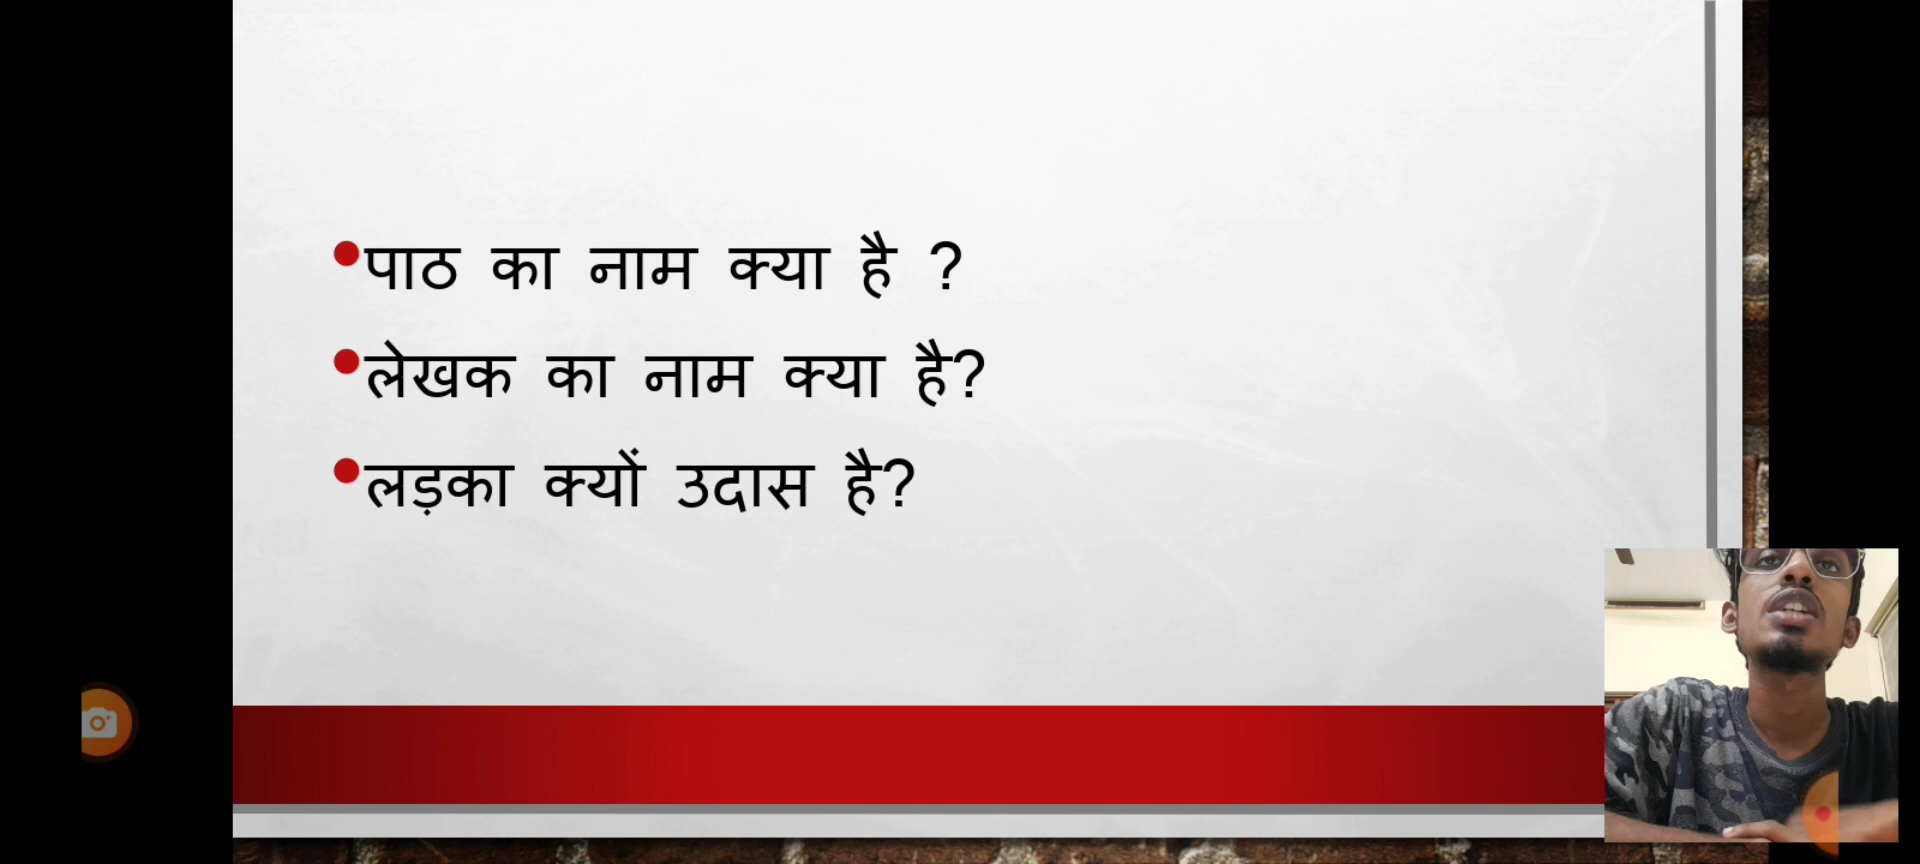 पाठ का नाम क्या है ?
लेखक का नाम क्या है?
लड़का क्यों उदास है?